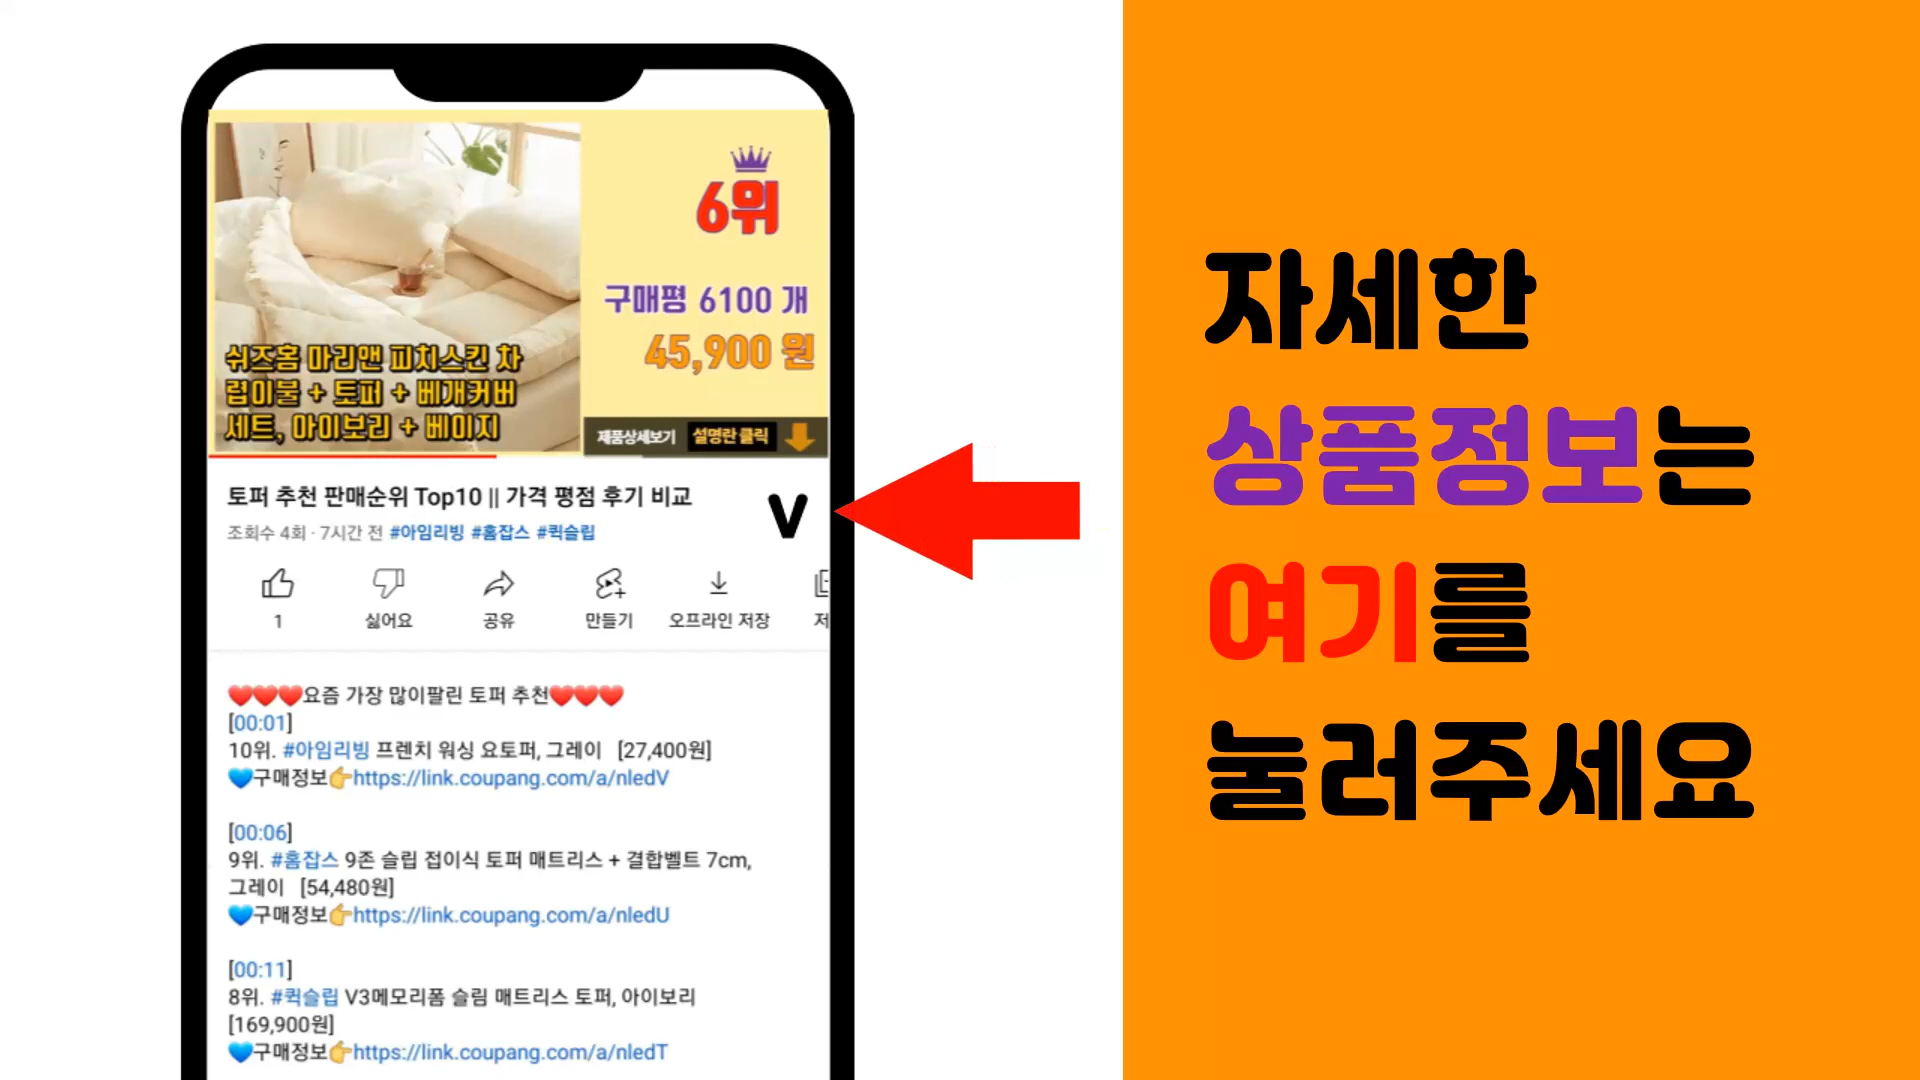 6위
구매평 6100 개
45,900 원
쉬즈홈 마리앤 피치스킨 차
렵이불 + 토퍼 + 베개커버
세트, 아이보리 + 베이지
제품상세보기 설명란 클릭
토퍼 추천 판매순위 Top10 || 가격 평점 후기 비교
V
조회수 4회 · 7시간 전 #아임리빙 #홈잡스 #퀵슬립
1 싫어요 공유 만들기 오프라인 저장 저
❤️❤️❤️요즘 가장 많이팔린 토퍼 추천❤️❤️❤️
[00:01]
10위. #아임리빙 프렌치 워싱 요토퍼, 그레이 [27,400원]
💙구매정보👉https://link.coupang.com/a/nledV
[00:06]
9위. #홈잡스 9존 슬립 접이식 토퍼 매트리스 + 결합벨트 7cm,
그레이 [54,480원]
💙구매정보👉https://link.coupang.com/a/nledU
[00:11]
8위. #퀵슬립 V3메모리폼 슬림 매트리스 토퍼, 아이보리
[169,900원]
💙구매정보👉https://link.coupang.com/a/nledT
자세한
상품정보는
여기를
눌러주세요